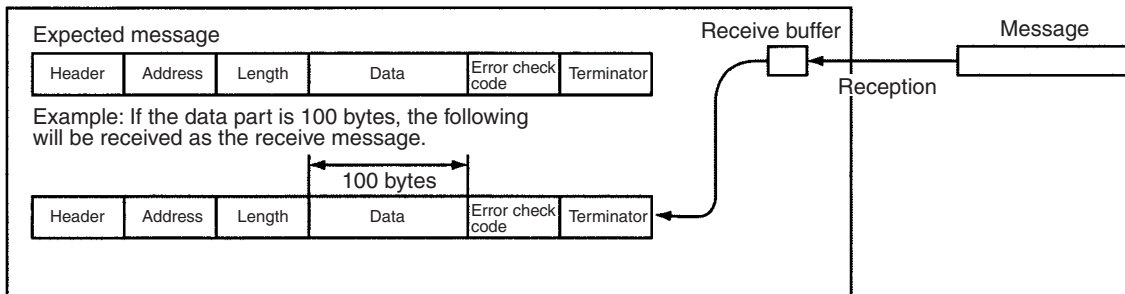 Expected message
Header Address Length Data Error check code Terminator
Example: If the data part is 100 bytes, the following
will be received as the receive message.
100 bytes
Header Address Length Data Error check code Terminator
Receive buffer
Message
Reception